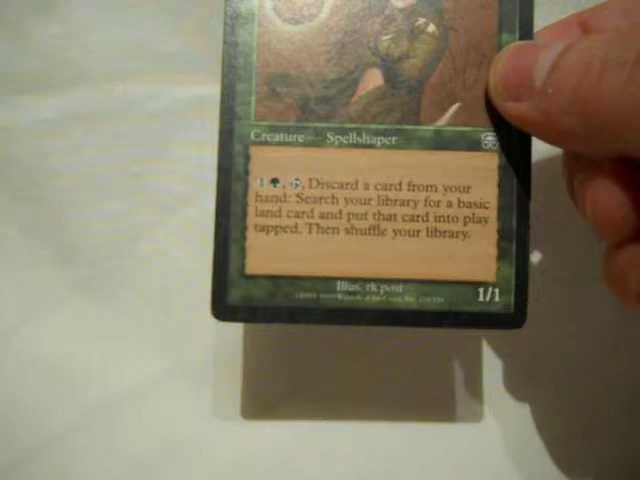 Creature — Spellshaper
1, Discard a card from your
hand: Search your library for a basic
land card and put that card into play
tapped. Then shuffle your library.
Illus. rk post
1/1